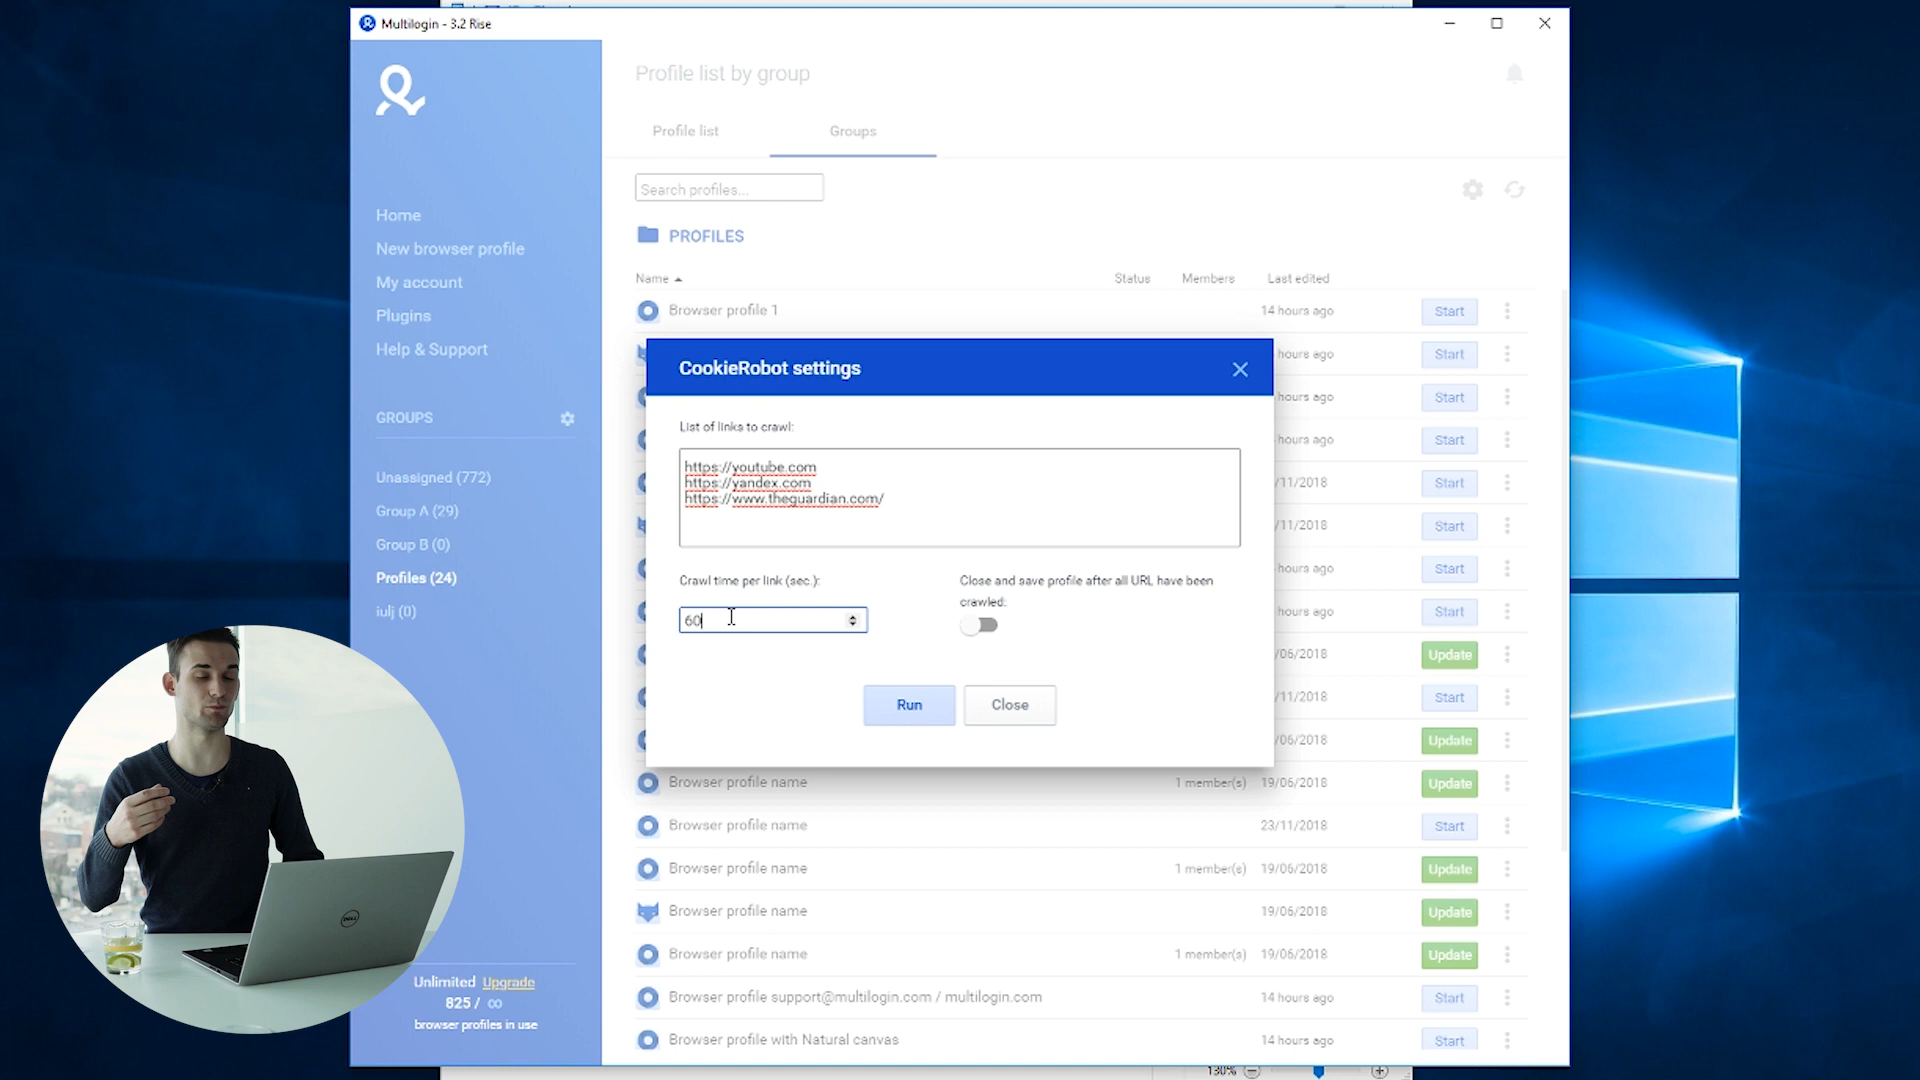 Multilogin - 3.2 Rise
Profile list by group
Profile list
Groups
Search profiles...
Home
New browser profile
My account
Plugins
Help & Support
GROUPS
Unassigned (772)
Group A (29)
Group B (0)
Profiles (24)
iulj (0)
Unlimited Upgrade
825 / ∞
browser profiles in use
PROFILES
Name Status Members Last edited
Browser profile 1 14 hours ago Start
hours ago Start
hours ago Start
hours ago Start
/11/2018 Start
/11/2018 Start
hours ago Start
hours ago Start
/06/2018 Update
/11/2018 Start
/06/2018 Update
CookieRobot settings
List of links to crawl:
https://youtube.com
https://yandex.com
https://www.theguardian.com/
Crawl time per link (sec.):
60
Close and save profile after all URL have been
crawled:
Run
Close
Browser profile name 1 member(s) 19/06/2018 Update
Browser profile name 23/11/2018 Start
Browser profile name 1 member(s) 19/06/2018 Update
Browser profile name 19/06/2018 Update
Browser profile name 1 member(s) 19/06/2018 Update
Browser profile support@multilogin.com / multilogin.com 14 hours ago Start
Browser profile with Natural canvas 14 hours ago Start
DELL
130%